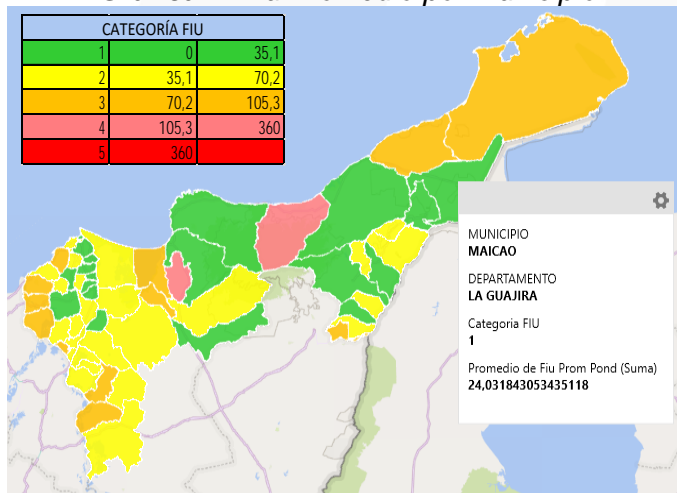 CATEGORÍA FIU
1 0 35,1
2 35,1 70,2
3 70,2 105,3
4 105,3 360
5 360
MUNICIPIO
MAICAO
DEPARTAMENTO
LA GUAJIRA
Categoria FIU
1
Promedio de Fiu Prom Pond (Suma)
24,031843053435118